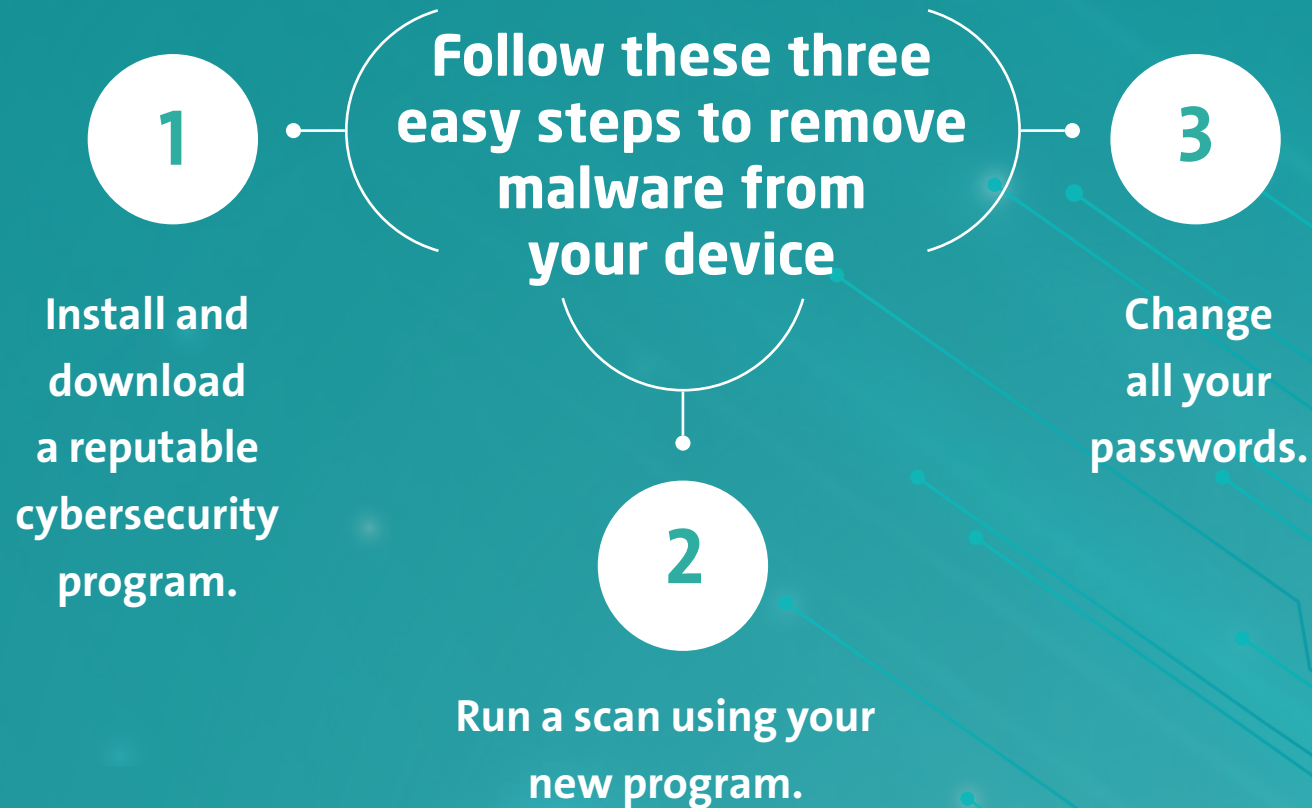 Follow these three
easy steps to remove
malware from
your device
1
Install and
download
a reputable
cybersecurity
program.
2
Run a scan using your
new program.
3
Change
all your
passwords.